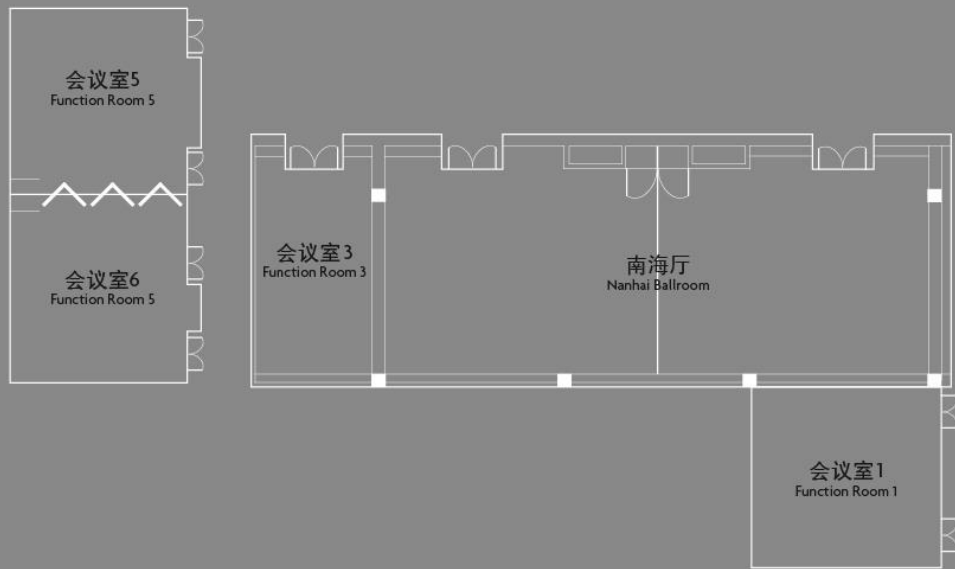 会议室5
Function Room 5
会议室6
Function Room 5
会议室3
Function Room 3
南海厅
Nanhai Ballroom
会议室1
Function Room 1